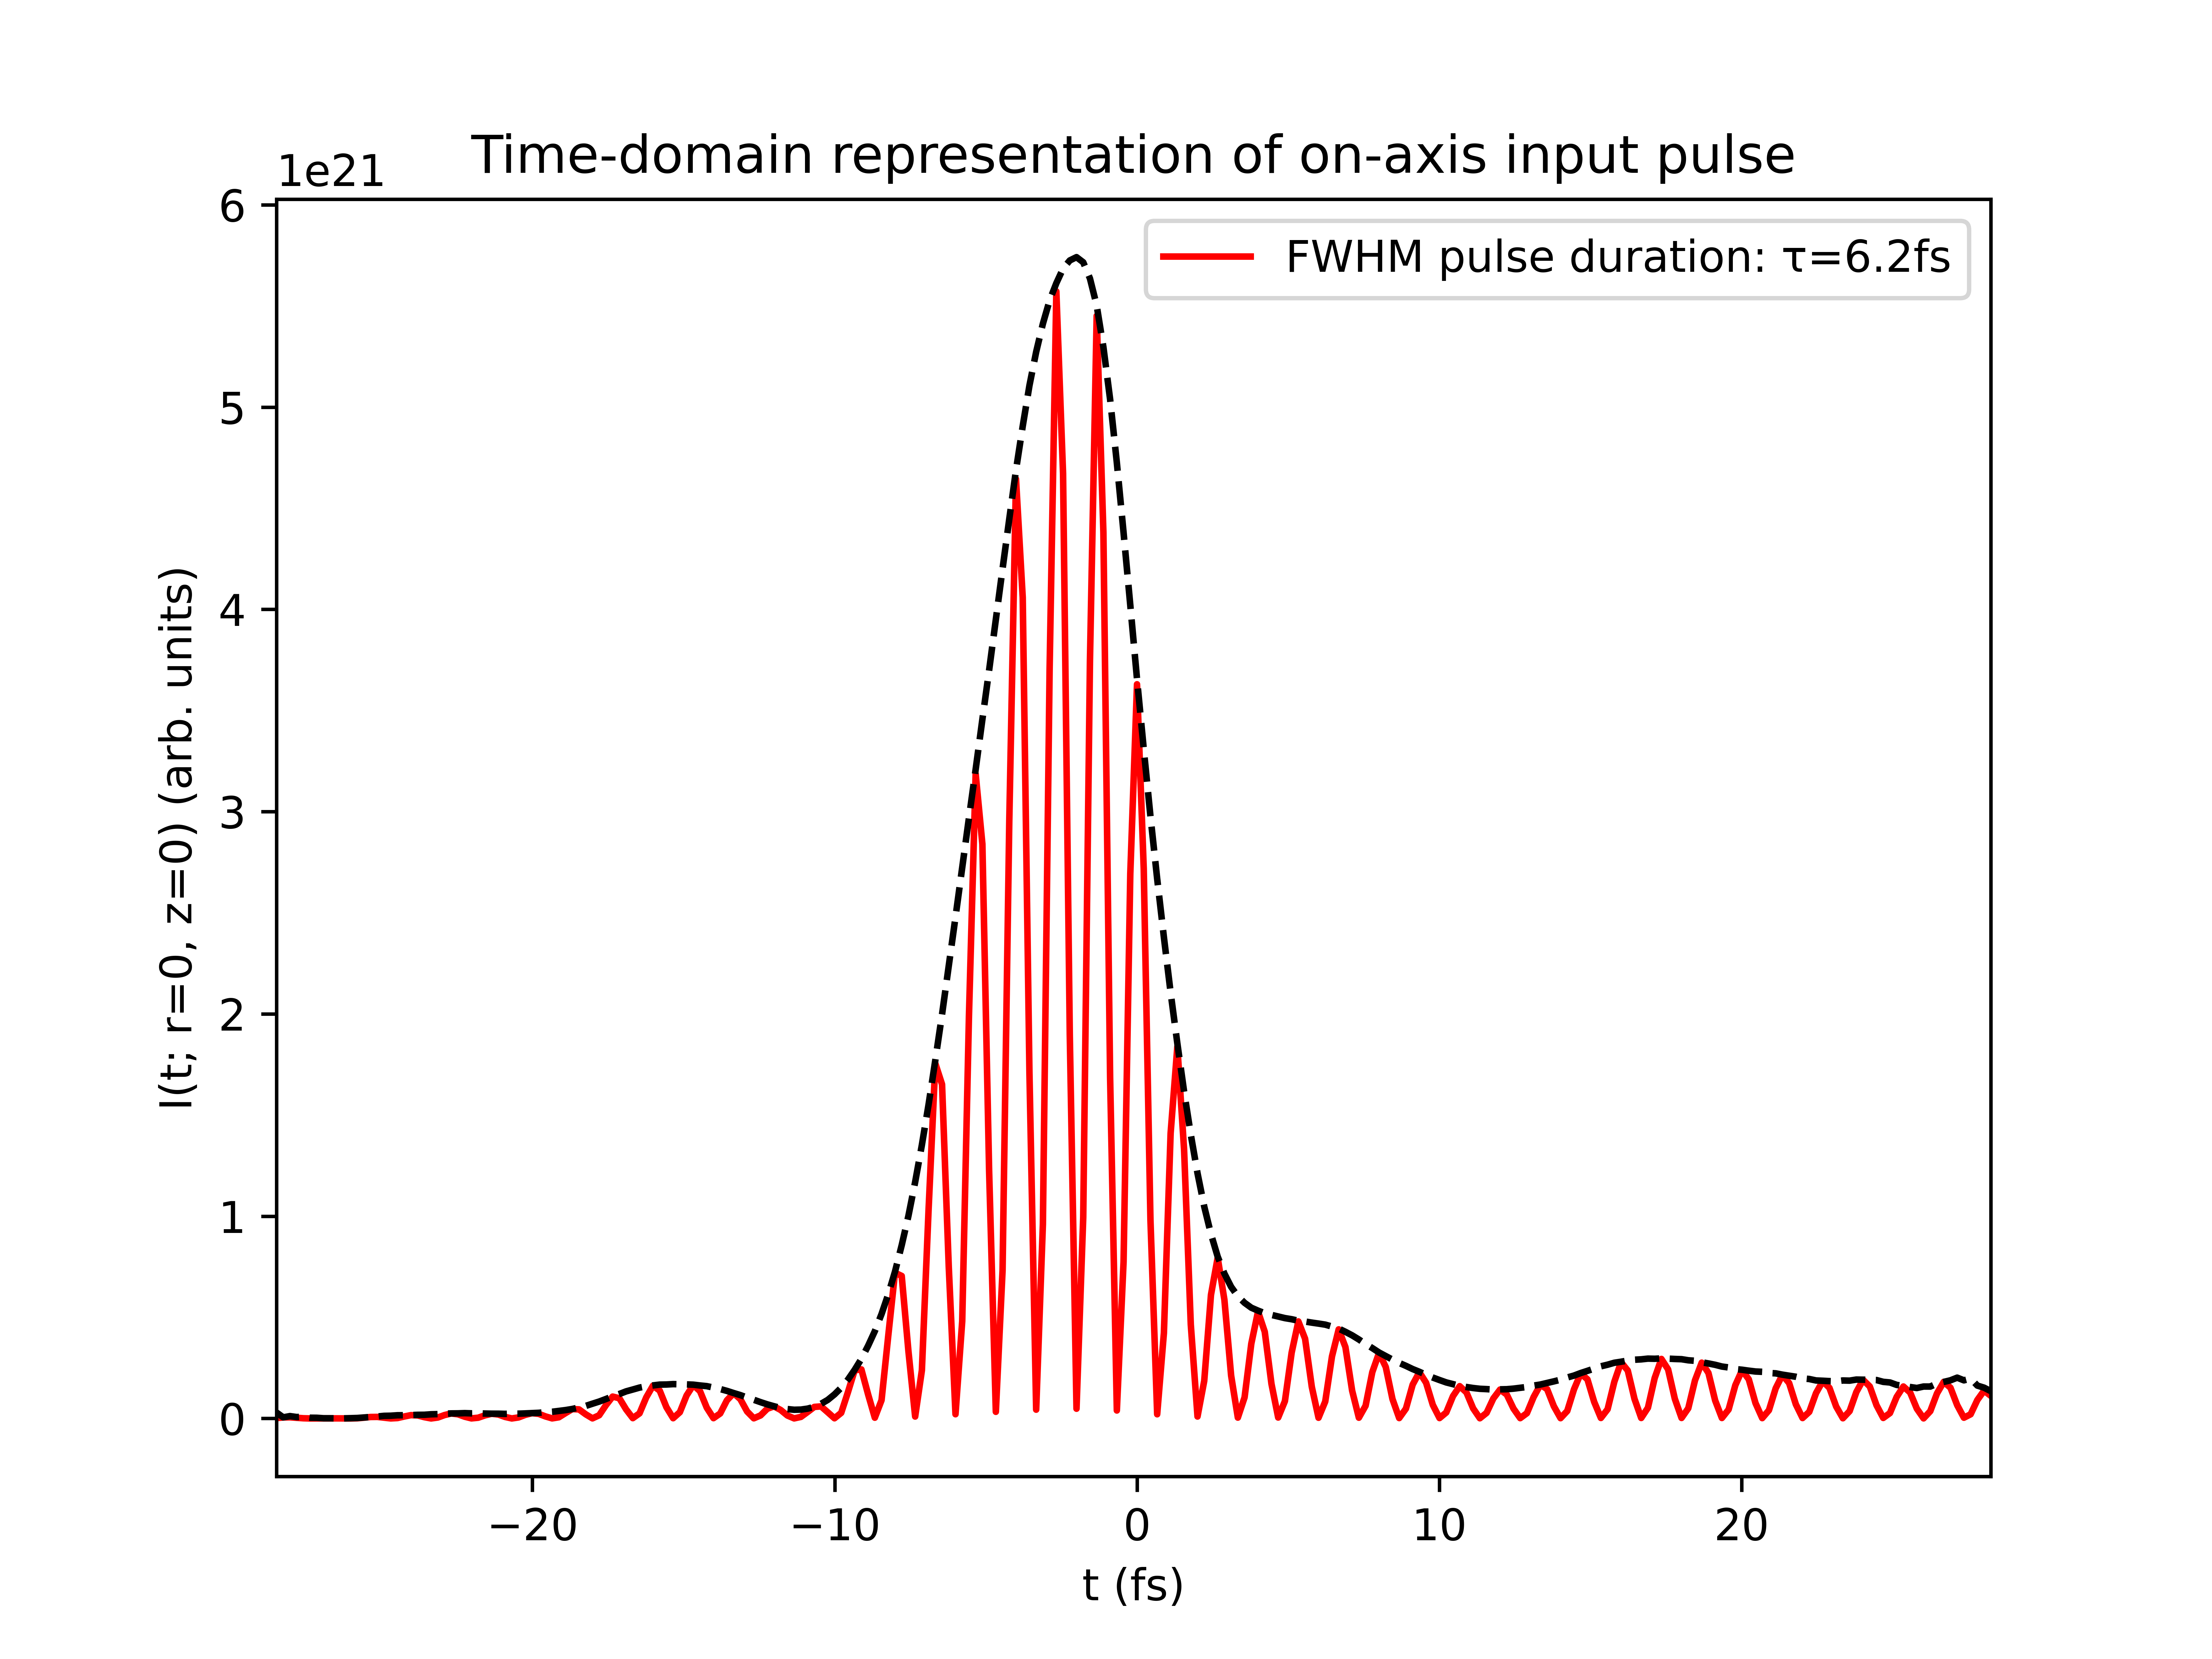 Time-domain representation of on-axis input pulse
1e21
FWHM pulse duration: τ=6.2fs
6
5
4
3
2
1
0
I(t; r=0, z=0) (arb. units)
−20 −10 0 10 20
t (fs)